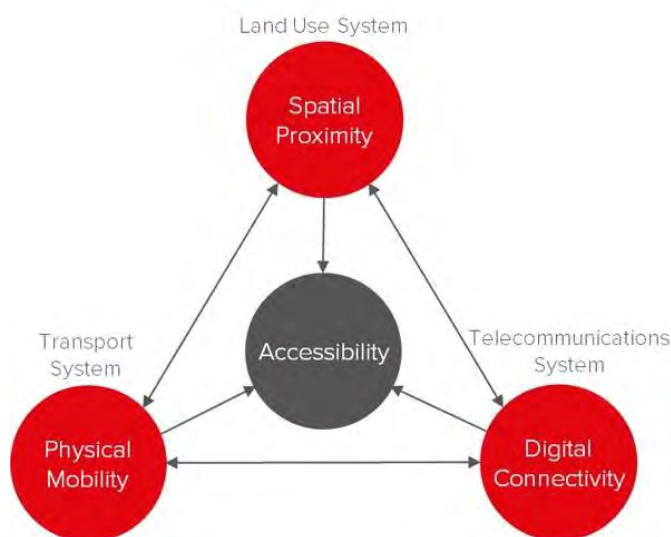 Land Use System
Spatial
Proximity
Accessibility
Transport
System
Telecommunications
System
Physical
Mobility
Digital
Connectivity